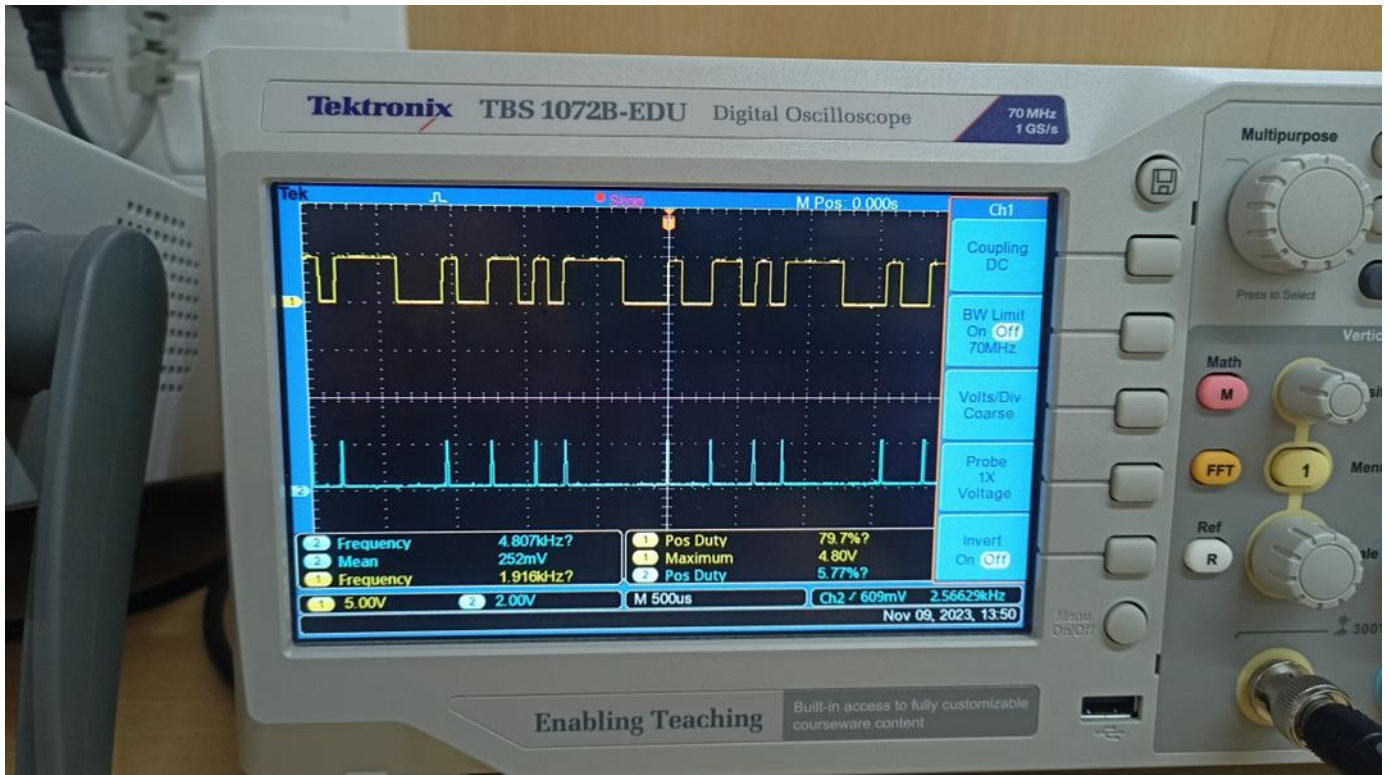 Tektronix TBS 1072B-EDU Digital Oscilloscope 70 MHz
1 GS/s
Multipurpose
Tek Stop M Pos: 0.000s Ch1
Coupling
DC
BW Limit
On Off
70MHz
Volts/Div
Coarse
Probe
1X
Voltage
Invert
On Off
1
2
2 Frequency 4.807kHz?
2 Mean 252mV
1 Frequency 1.916kHz?
1 Pos Duty 79.7%?
1 Maximum 4.80V
2 Pos Duty 5.77%?
1 5.00V 2 2.00V M 500us Ch2 609mV 2.56629kHz
Nov 09, 2023, 13:50
Press to Select
Math
M
FFT
1
Ref
R
Menu
On/Off
Enabling Teaching
Built-in access to fully customizable
courseware content